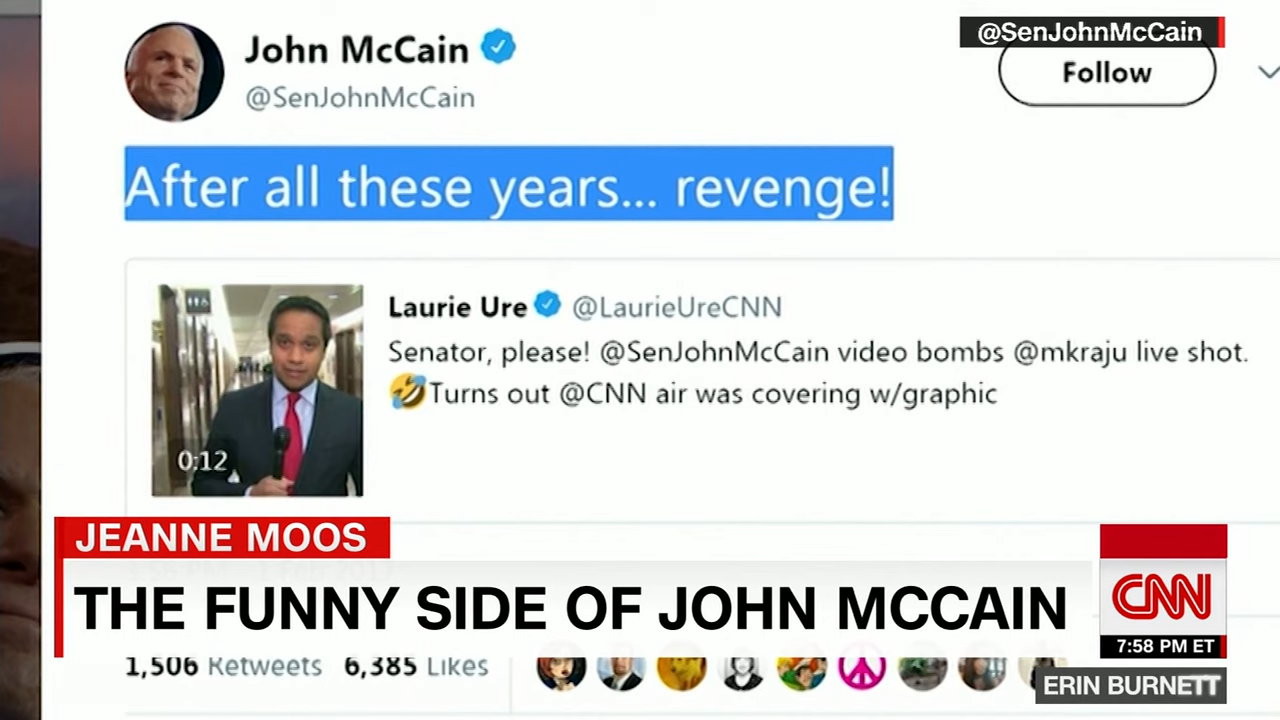 @SenJohnMcCain
John McCain
@SenJohnMcCain
Follow
After all these years... revenge!
Laurie Ure @LaurieUreCNN
Senator, please! @SenJohnMcCain video bombs @mkraju live shot.
🤣Turns out @CNN air was covering w/graphic
0:12
JEANNE MOOS
THE FUNNY SIDE OF JOHN MCCAIN
CNN
7:58 PM ET
1,506 Retweets 6,385 Likes
ERIN BURNETT